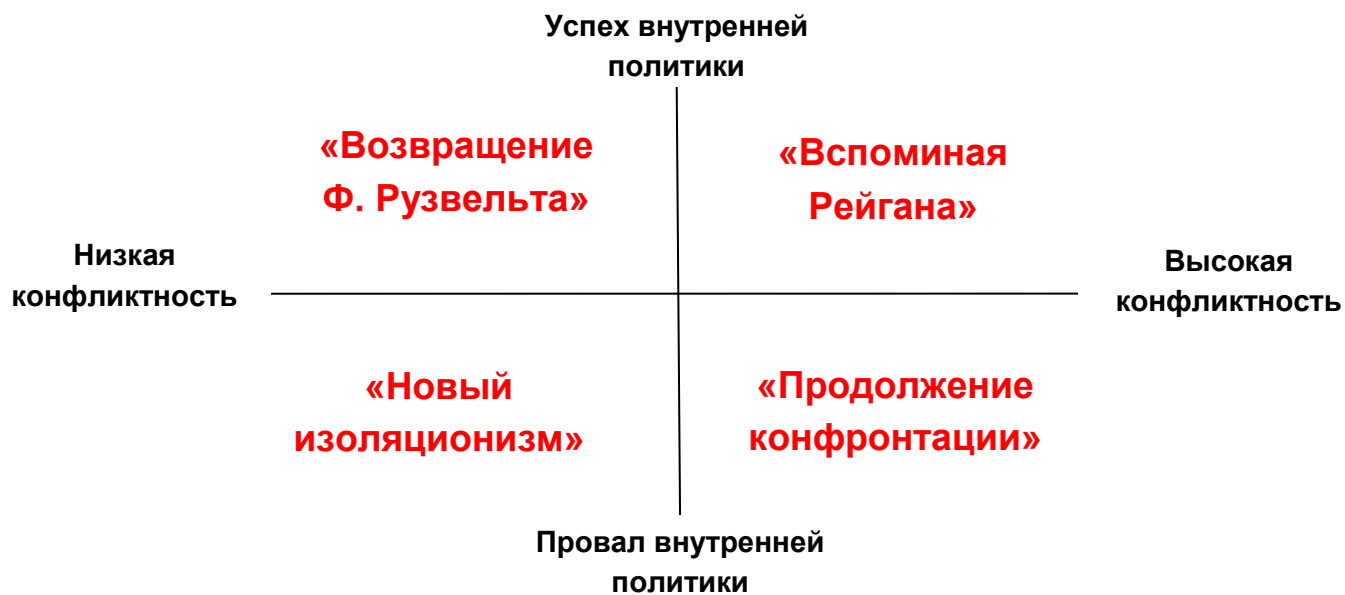 Успех внутренней
политики
«Возвращение
Ф. Рузвельта»
«Вспоминая
Рейгана»
Низкая
конфликтность
Высокая
конфликтность
«Новый
изоляционизм»
«Продолжение
конфронтации»
Провал внутренней
политики